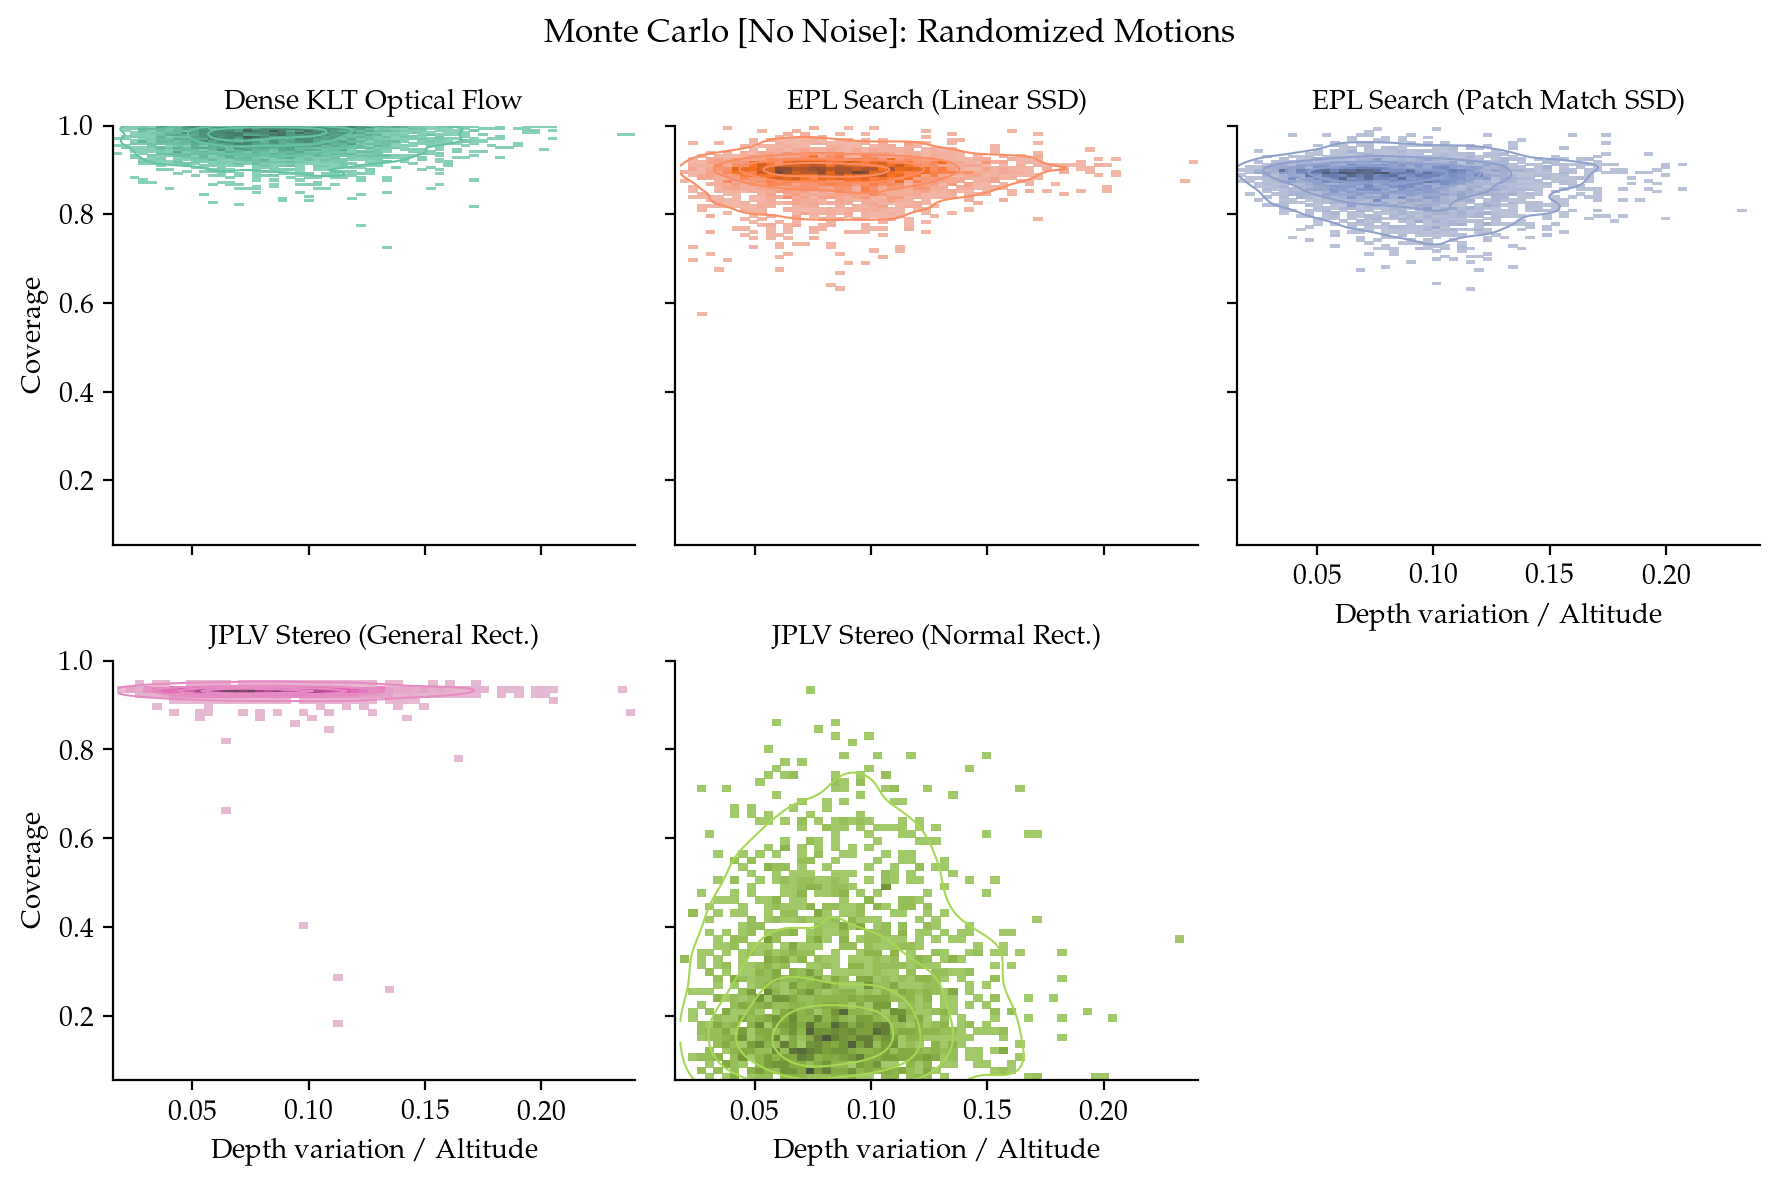 Monte Carlo [No Noise]: Randomized Motions
Dense KLT Optical Flow
EPL Search (Linear SSD)
EPL Search (Patch Match SSD)
1.0
0.8
0.6
0.4
0.2
Coverage
0.05 0.10 0.15 0.20
Depth variation / Altitude
JPLV Stereo (General Rect.)
JPLV Stereo (Normal Rect.)
1.0
0.8
0.6
0.4
0.2
Coverage
0.05 0.10 0.15 0.20
0.05 0.10 0.15 0.20
Depth variation / Altitude
Depth variation / Altitude